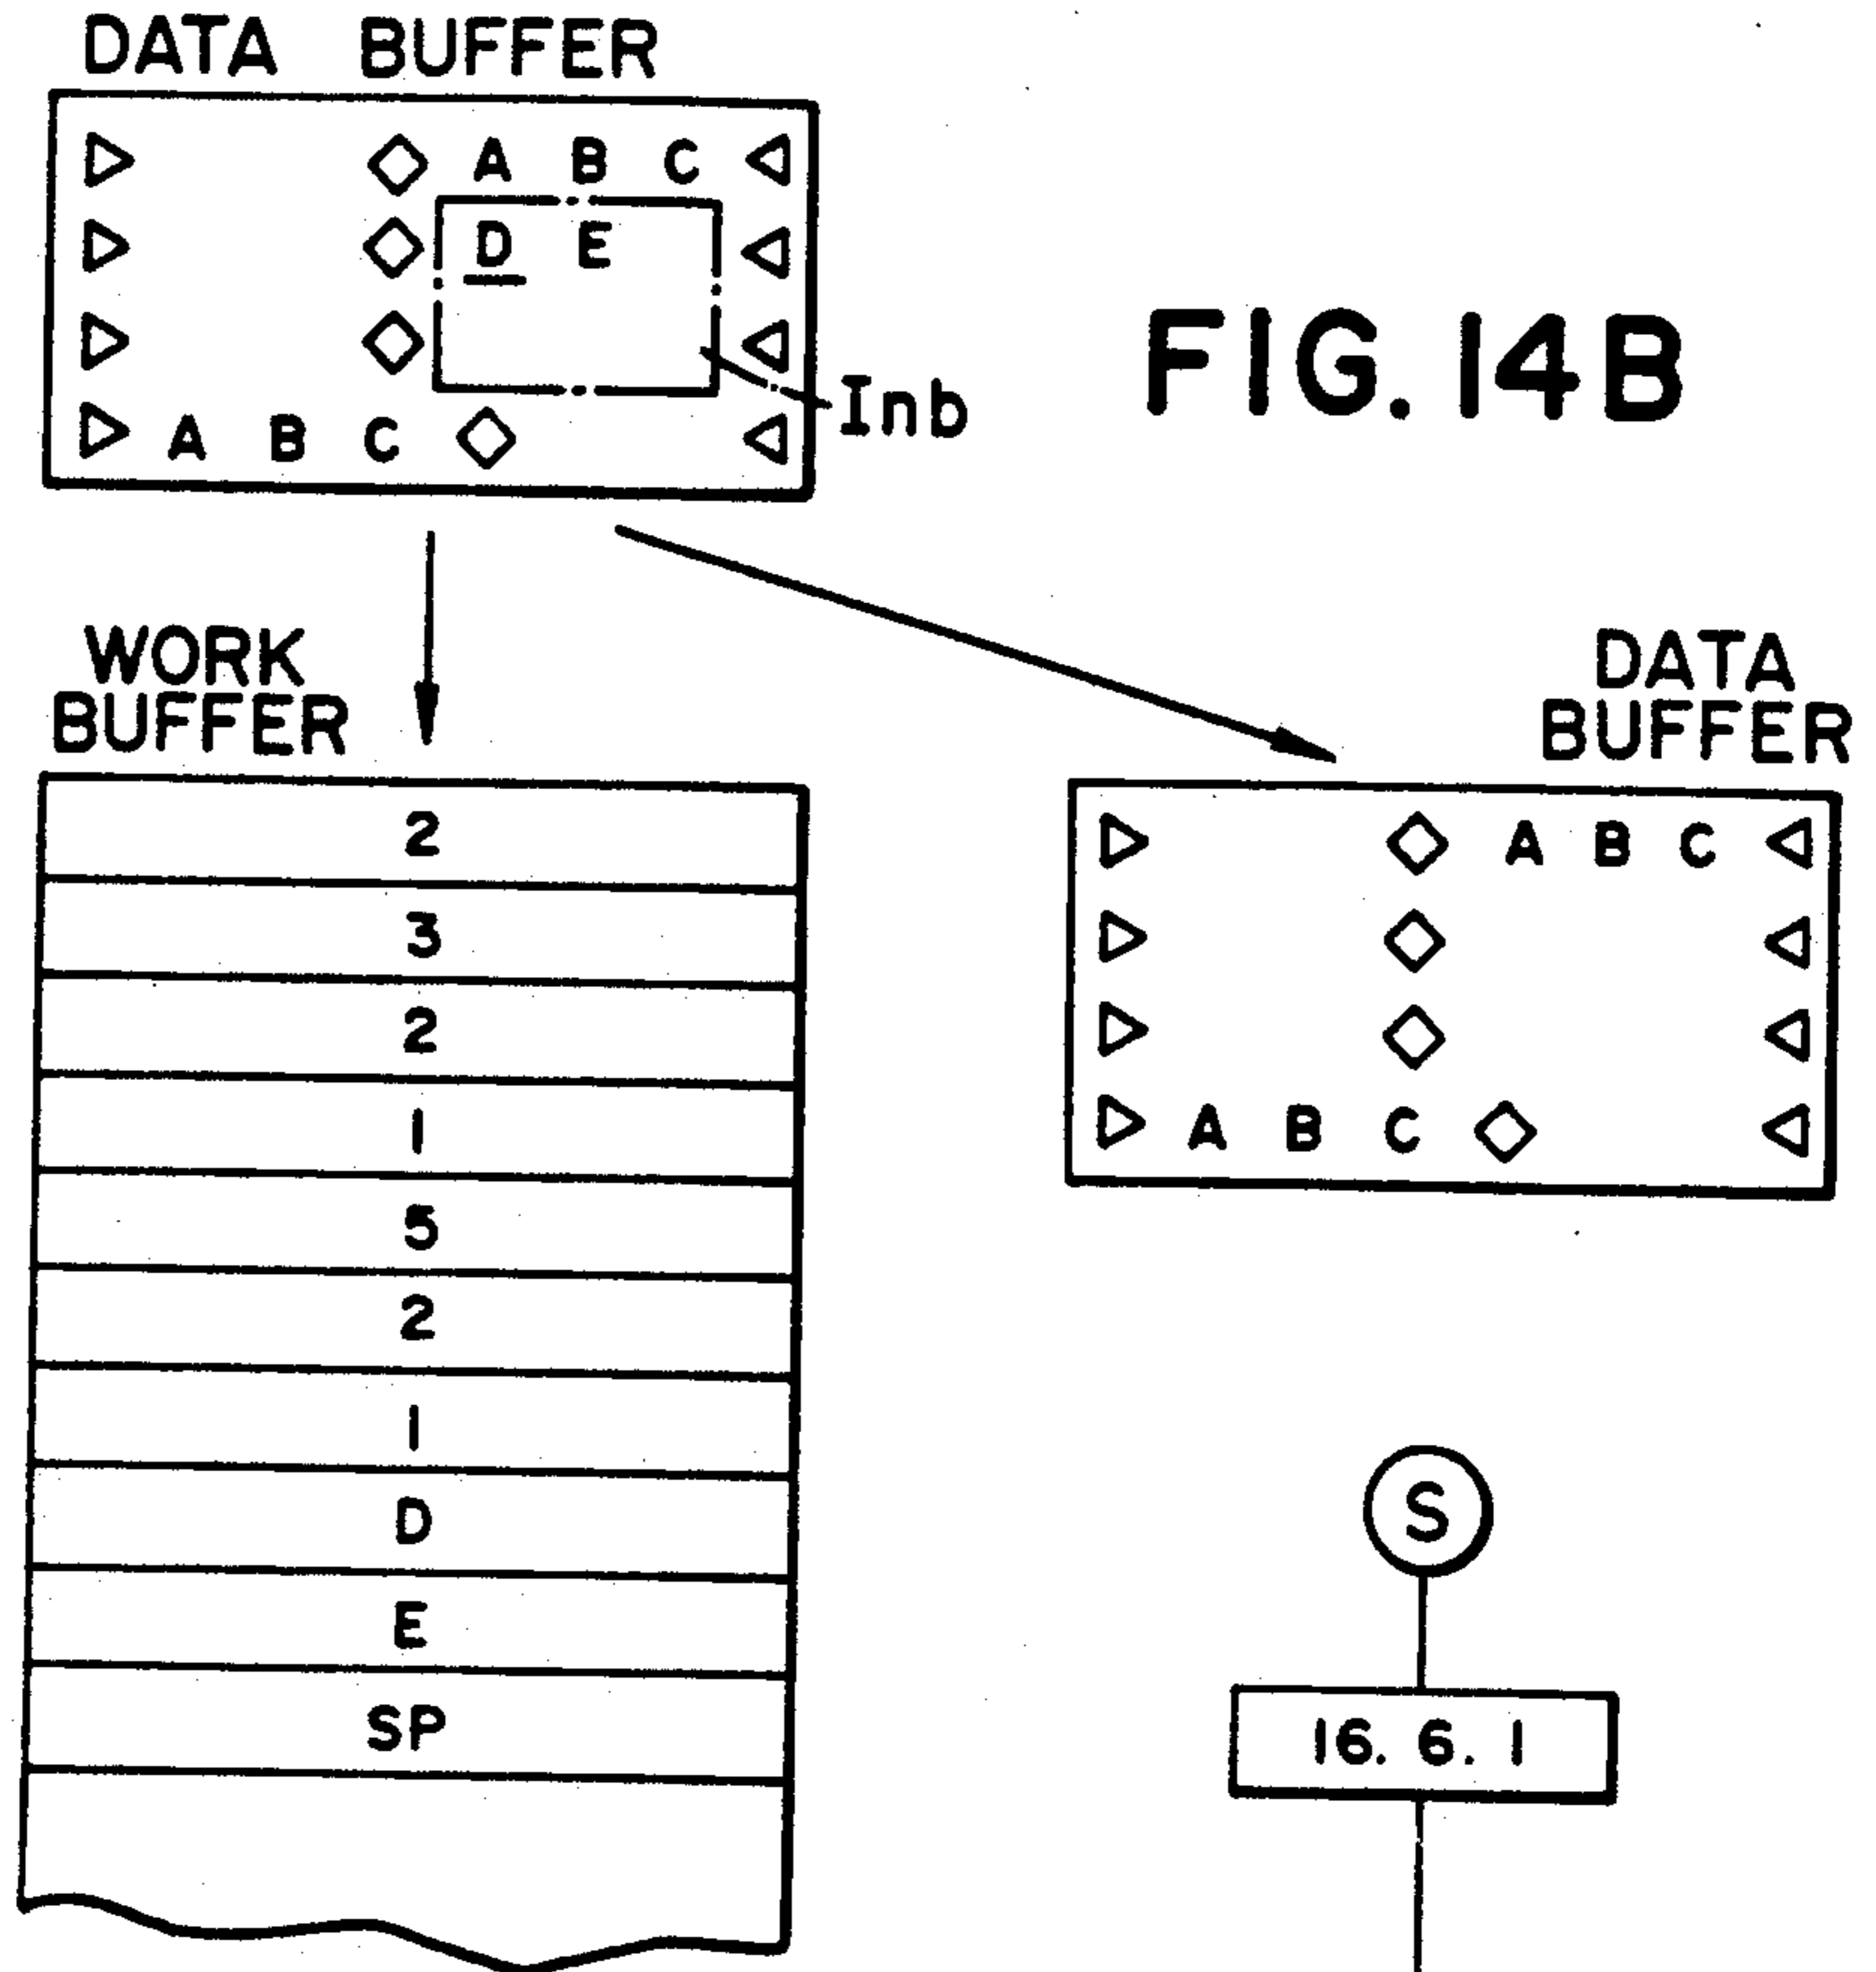 DATA BUFFER
▷ ◇ A B C ◁
▷ ◇ D E ◁
▷ ◇ ◁
▷ A B C ◇ ◁
Inb
FIG. 14B
WORK
BUFFER
2
3
2
1
5
2
1
D
E
SP
DATA
BUFFER
▷ ◇ A B C ◁
▷ ◇ ◁
▷ ◇ ◁
▷ A B C ◇ ◁
S
16. 6. 1